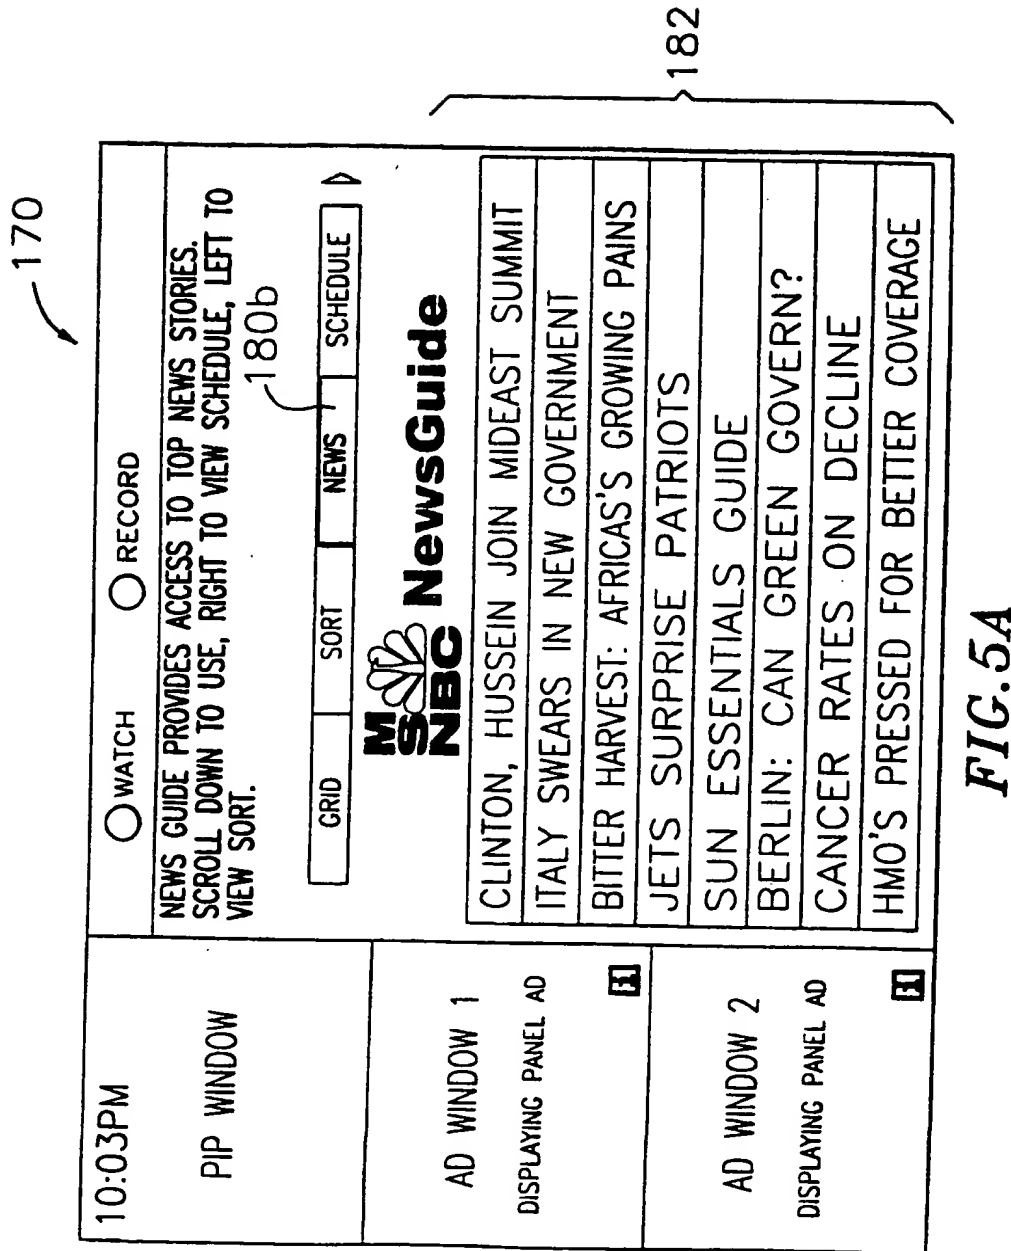 170
10:03PM
WATCH RECORD
PIP WINDOW
NEWS GUIDE PROVIDES ACCESS TO TOP NEWS STORIES.
SCROLL DOWN TO USE, RIGHT TO VIEW SCHEDULE, LEFT TO
VIEW SORT.
180b
GRID SORT NEWS SCHEDULE
MSNBC NewsGuide
AD WINDOW 1
DISPLAYING PANEL AD
AD WINDOW 2
DISPLAYING PANEL AD
CLINTON, HUSSEIN JOIN MIDEAST SUMMIT
ITALY SWEARS IN NEW GOVERNMENT
BITTER HARVEST: AFRICAS'S GROWING PAINS
JETS SURPRISE PATRIOTS
SUN ESSENTIALS GUIDE
BERLIN: CAN GREEN GOVERN?
CANCER RATES ON DECLINE
HMO'S PRESSED FOR BETTER COVERAGE
182
FIG.5A